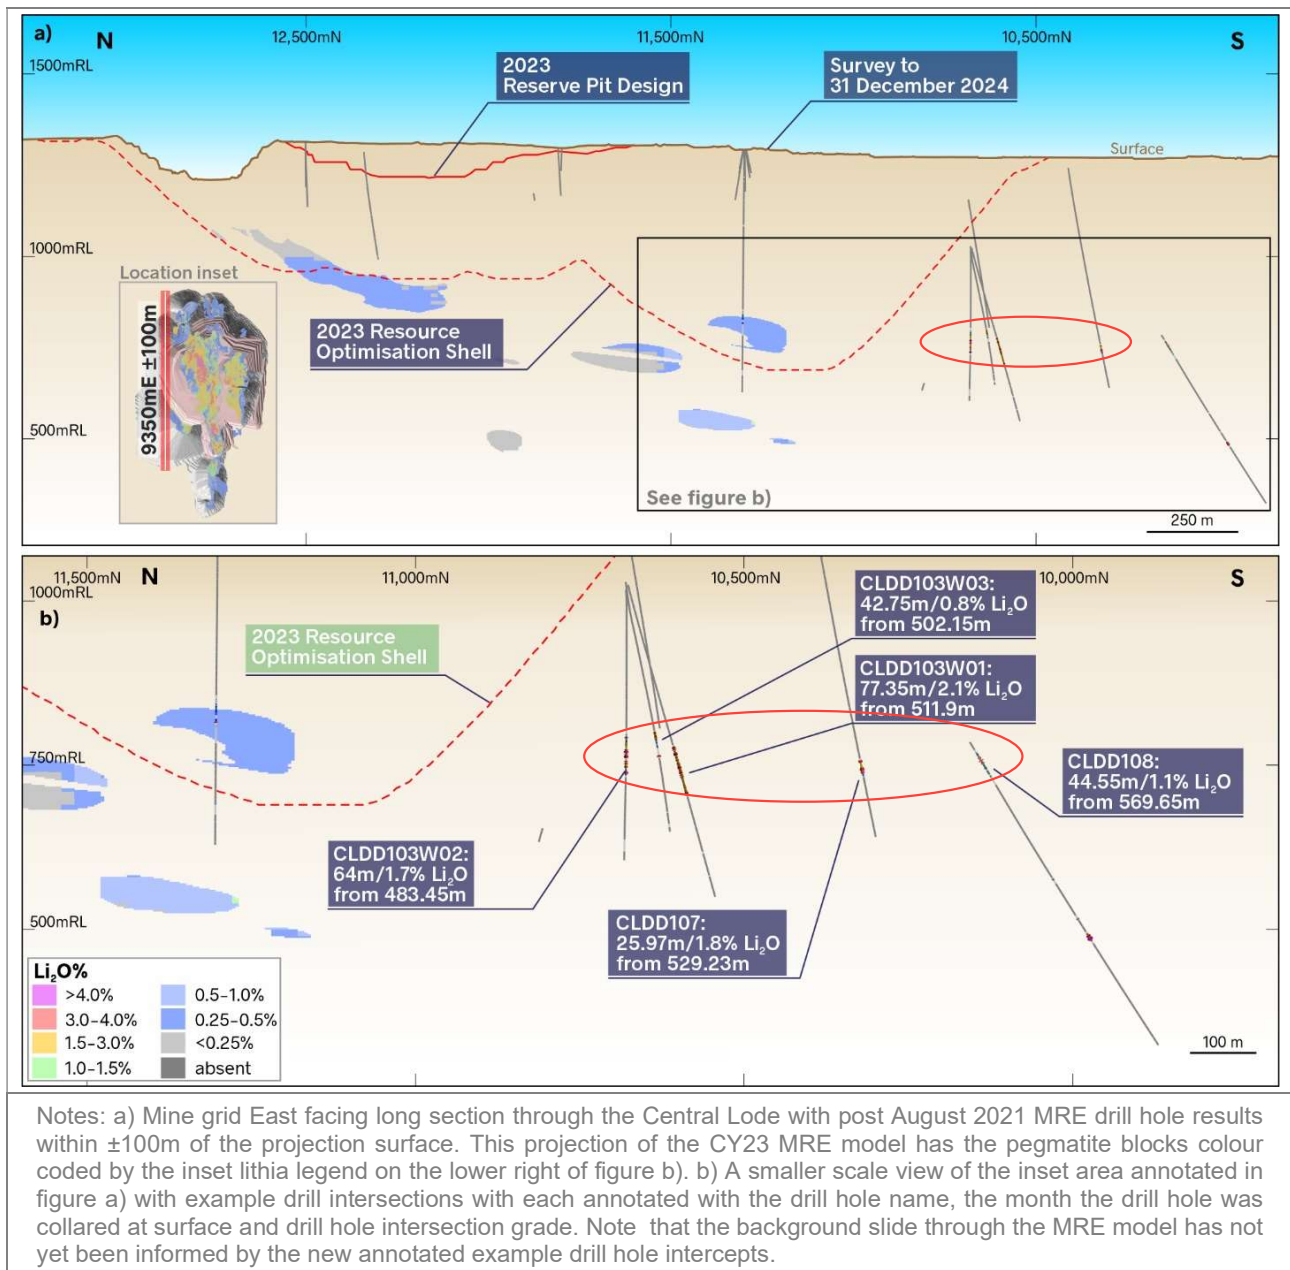 a)
N
12,500mN
11,500mN
10,500mN
S
1500mRL
2023
Reserve Pit Design
Survey to
31 December 2024
Surface
1000mRL
Location inset
9350mE ±100m
2023 Resource
Optimisation Shell
500mRL
See figure b)
250 m
11,500mN
N
11,000mN
10,500mN
10,000mN
S
1000mRL
b)
CLDD103W03:
42.75m/0.8% Li₂O
from 502.15m
2023 Resource
Optimisation Shell
CLDD103W01:
77.35m/2.1% Li₂O
from 511.9m
750mRL
CLDD108:
44.55m/1.1% Li₂O
from 569.65m
CLDD103W02:
64m/1.7% Li₂O
from 483.45m
CLDD107:
25.97m/1.8% Li₂O
from 529.23m
500mRL
Li₂O%
>4.0%
0.5–1.0%
3.0–4.0%
0.25–0.5%
1.5–3.0%
<0.25%
1.0–1.5%
absent
100 m
Notes: a) Mine grid East facing long section through the Central Lode with post August 2021 MRE drill hole results
within ±100m of the projection surface. This projection of the CY23 MRE model has the pegmatite blocks colour
coded by the inset lithia legend on the lower right of figure b). b) A smaller scale view of the inset area annotated in
figure a) with example drill intersections with each annotated with the drill hole name, the month the drill hole was
collared at surface and drill hole intersection grade. Note that the background slide through the MRE model has not
yet been informed by the new annotated example drill hole intercepts.